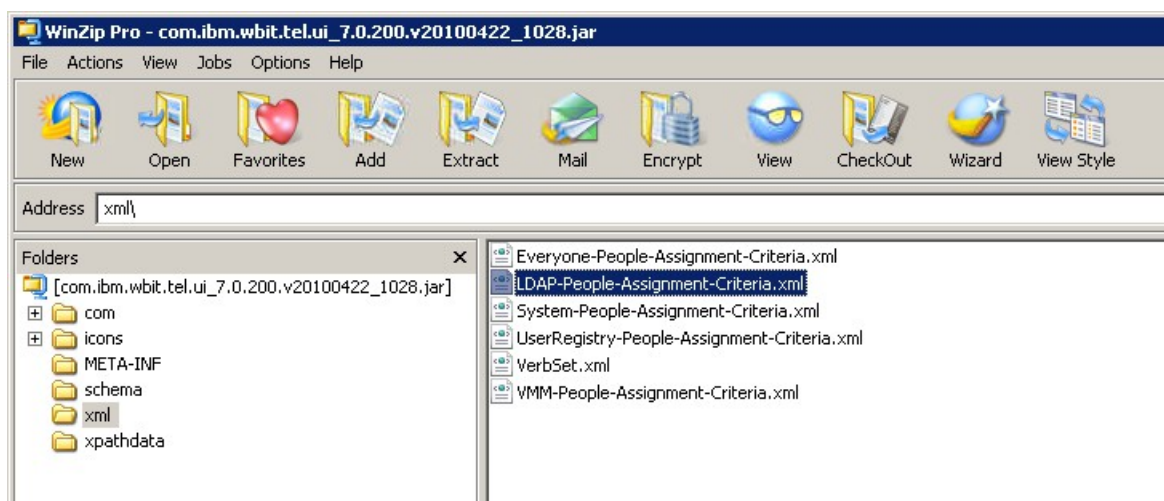 WinZip Pro - com.ibm.wbit.tel.ui_7.0.200.v20100422_1028.jar
File Actions View Jobs Options Help
New Open Favorites Add Extract Mail Encrypt View CheckOut Wizard View Style
Address xml\
Folders
[com.ibm.wbit.tel.ui_7.0.200.v20100422_1028.jar]
com
icons
META-INF
schema
xml
xpathdata
Everyone-People-Assignment-Criteria.xml
LDAP-People-Assignment-Criteria.xml
System-People-Assignment-Criteria.xml
UserRegistry-People-Assignment-Criteria.xml
VerbSet.xml
VMM-People-Assignment-Criteria.xml